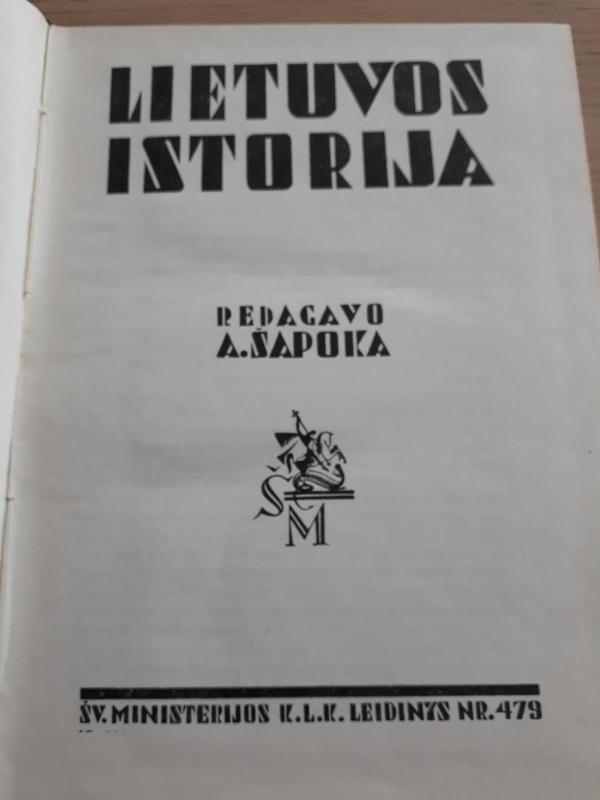 LIETUVOS
ISTORIJA
REDAGAVO
A. ŠAPOKA
ŠM
ŠV. MINISTERIJOS K.L.K. LEIDINYS NR. 479